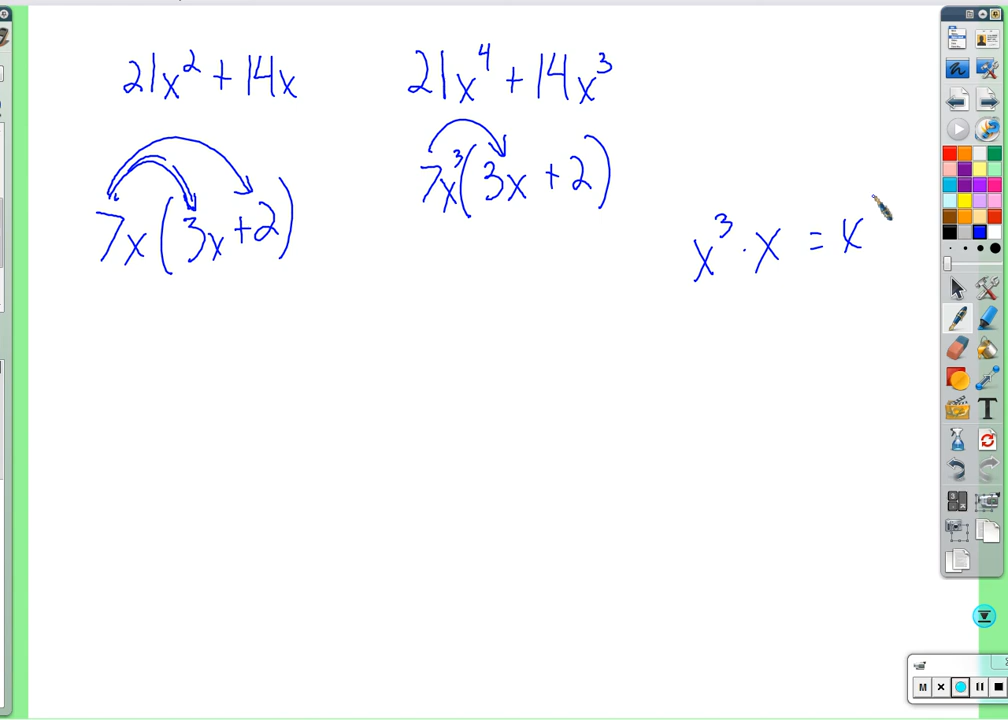 21x² + 14x
7x(3x+2)
21x⁴ + 14x³
7x³(3x + 2)
x³ · x = x
T
M